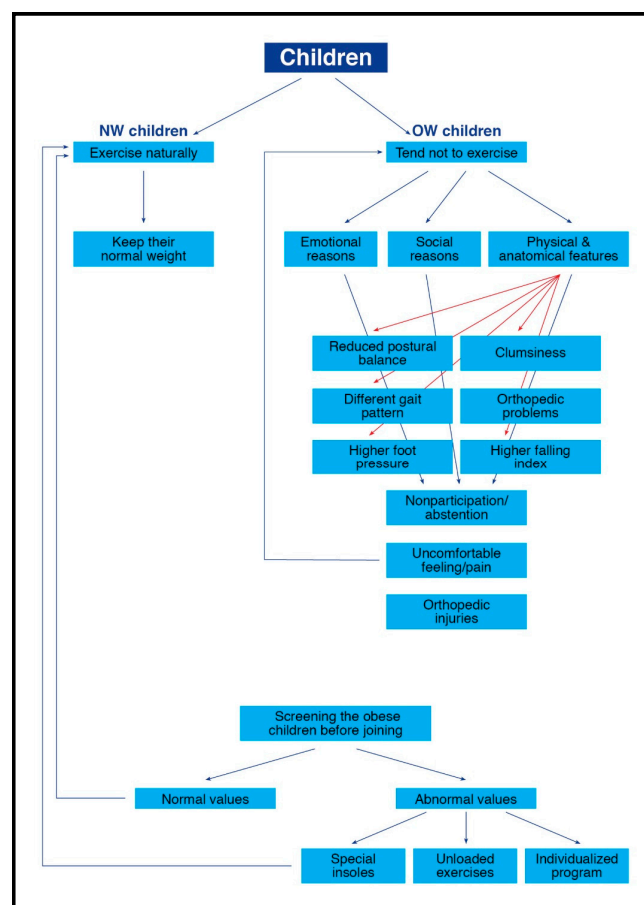 Children
NW children
OW children
Exercise naturally
Tend not to exercise
Keep their
normal weight
Emotional
reasons
Social
reasons
Physical &
anatomical features
Reduced postural
balance
Clumsiness
Different gait
pattern
Orthopedic
problems
Higher foot
pressure
Higher falling
index
Nonparticipation/
abstention
Uncomfortable
feeling/pain
Orthopedic
injuries
Screening the obese
children before joining
Normal values
Abnormal values
Special
insoles
Unloaded
exercises
Individualized
program